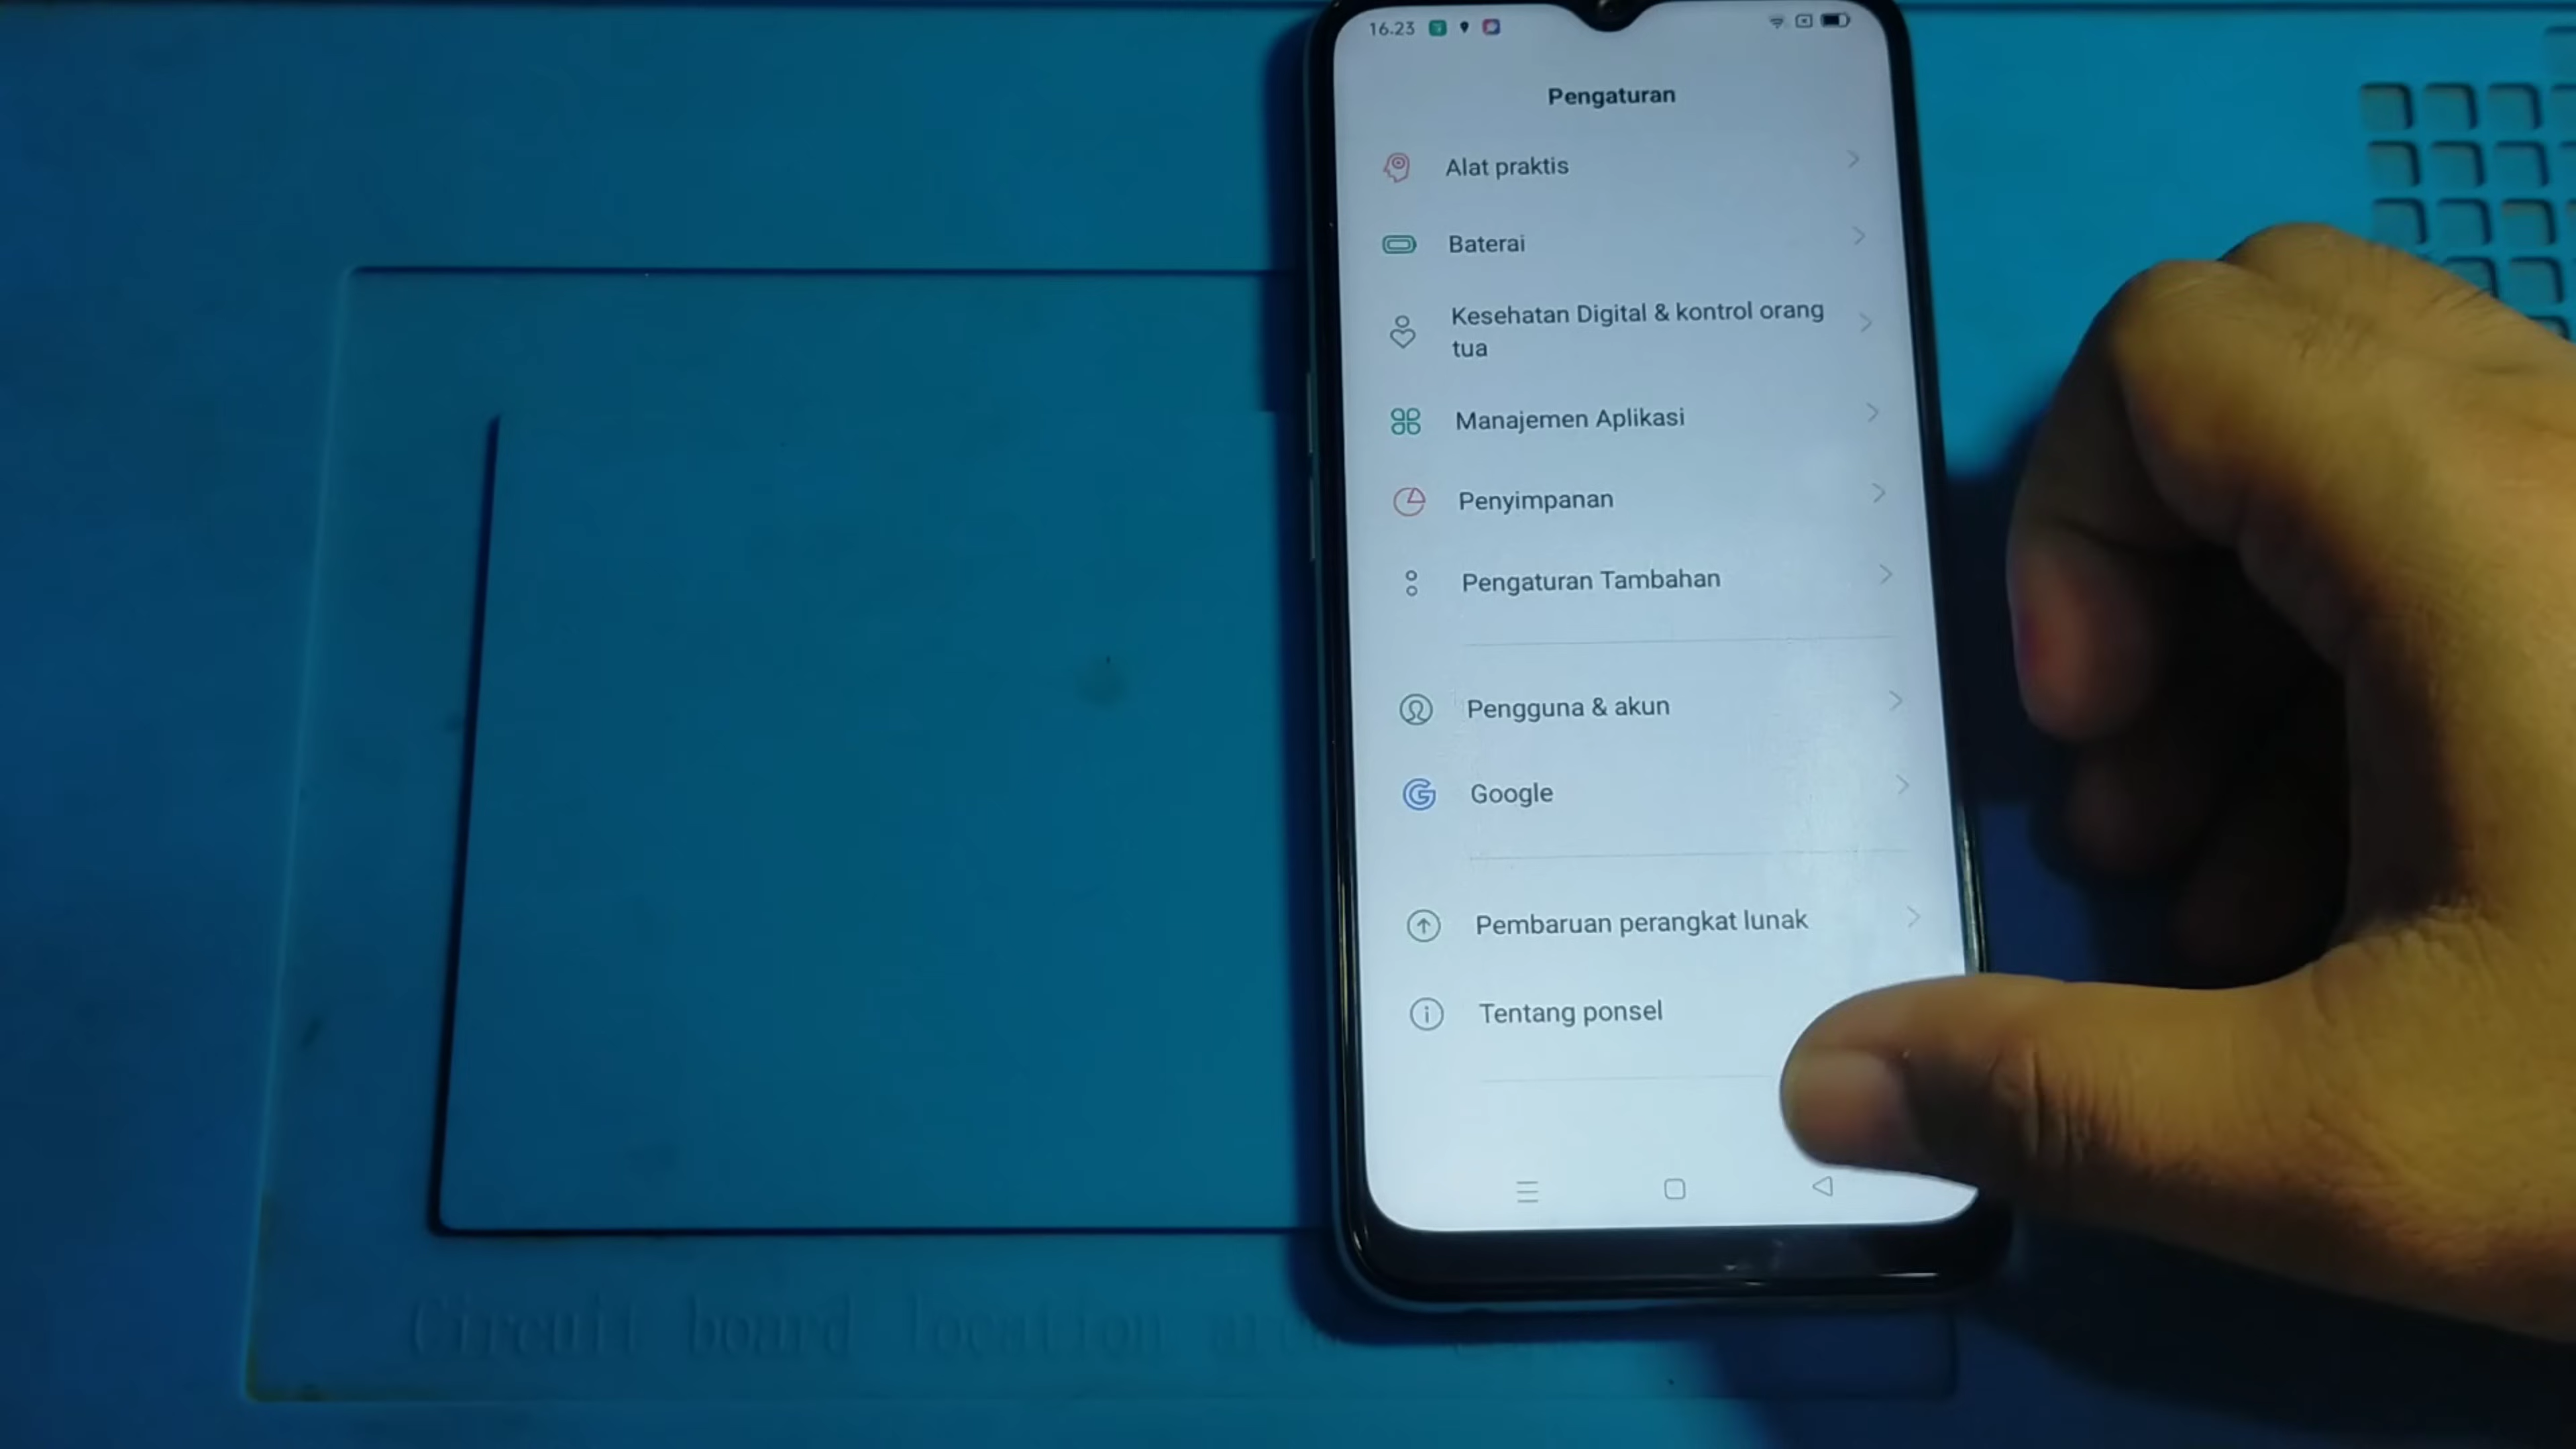 16.23
Pengaturan
Alat praktis
Baterai
Kesehatan Digital & kontrol orang
tua
Manajemen Aplikasi
Penyimpanan
Pengaturan Tambahan
Pengguna & akun
Google
Pembaruan perangkat lunak
Tentang ponsel
Circuit board location